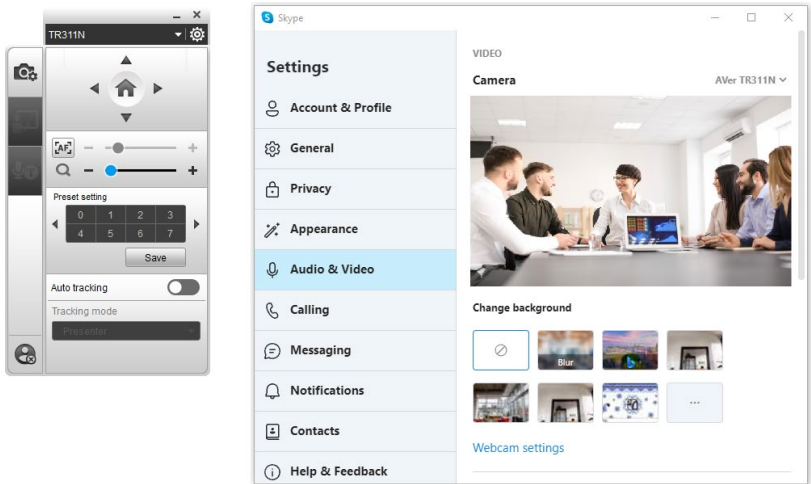 TR311N
AF
Preset setting
0 1 2 3
4 5 6 7
Save
Auto tracking
Tracking mode
Presenter
Skype
Settings
Account & Profile
General
Privacy
Appearance
Audio & Video
Calling
Messaging
Notifications
Contacts
Help & Feedback
VIDEO
Camera AVer TR311N
Change background
Blur
Webcam settings